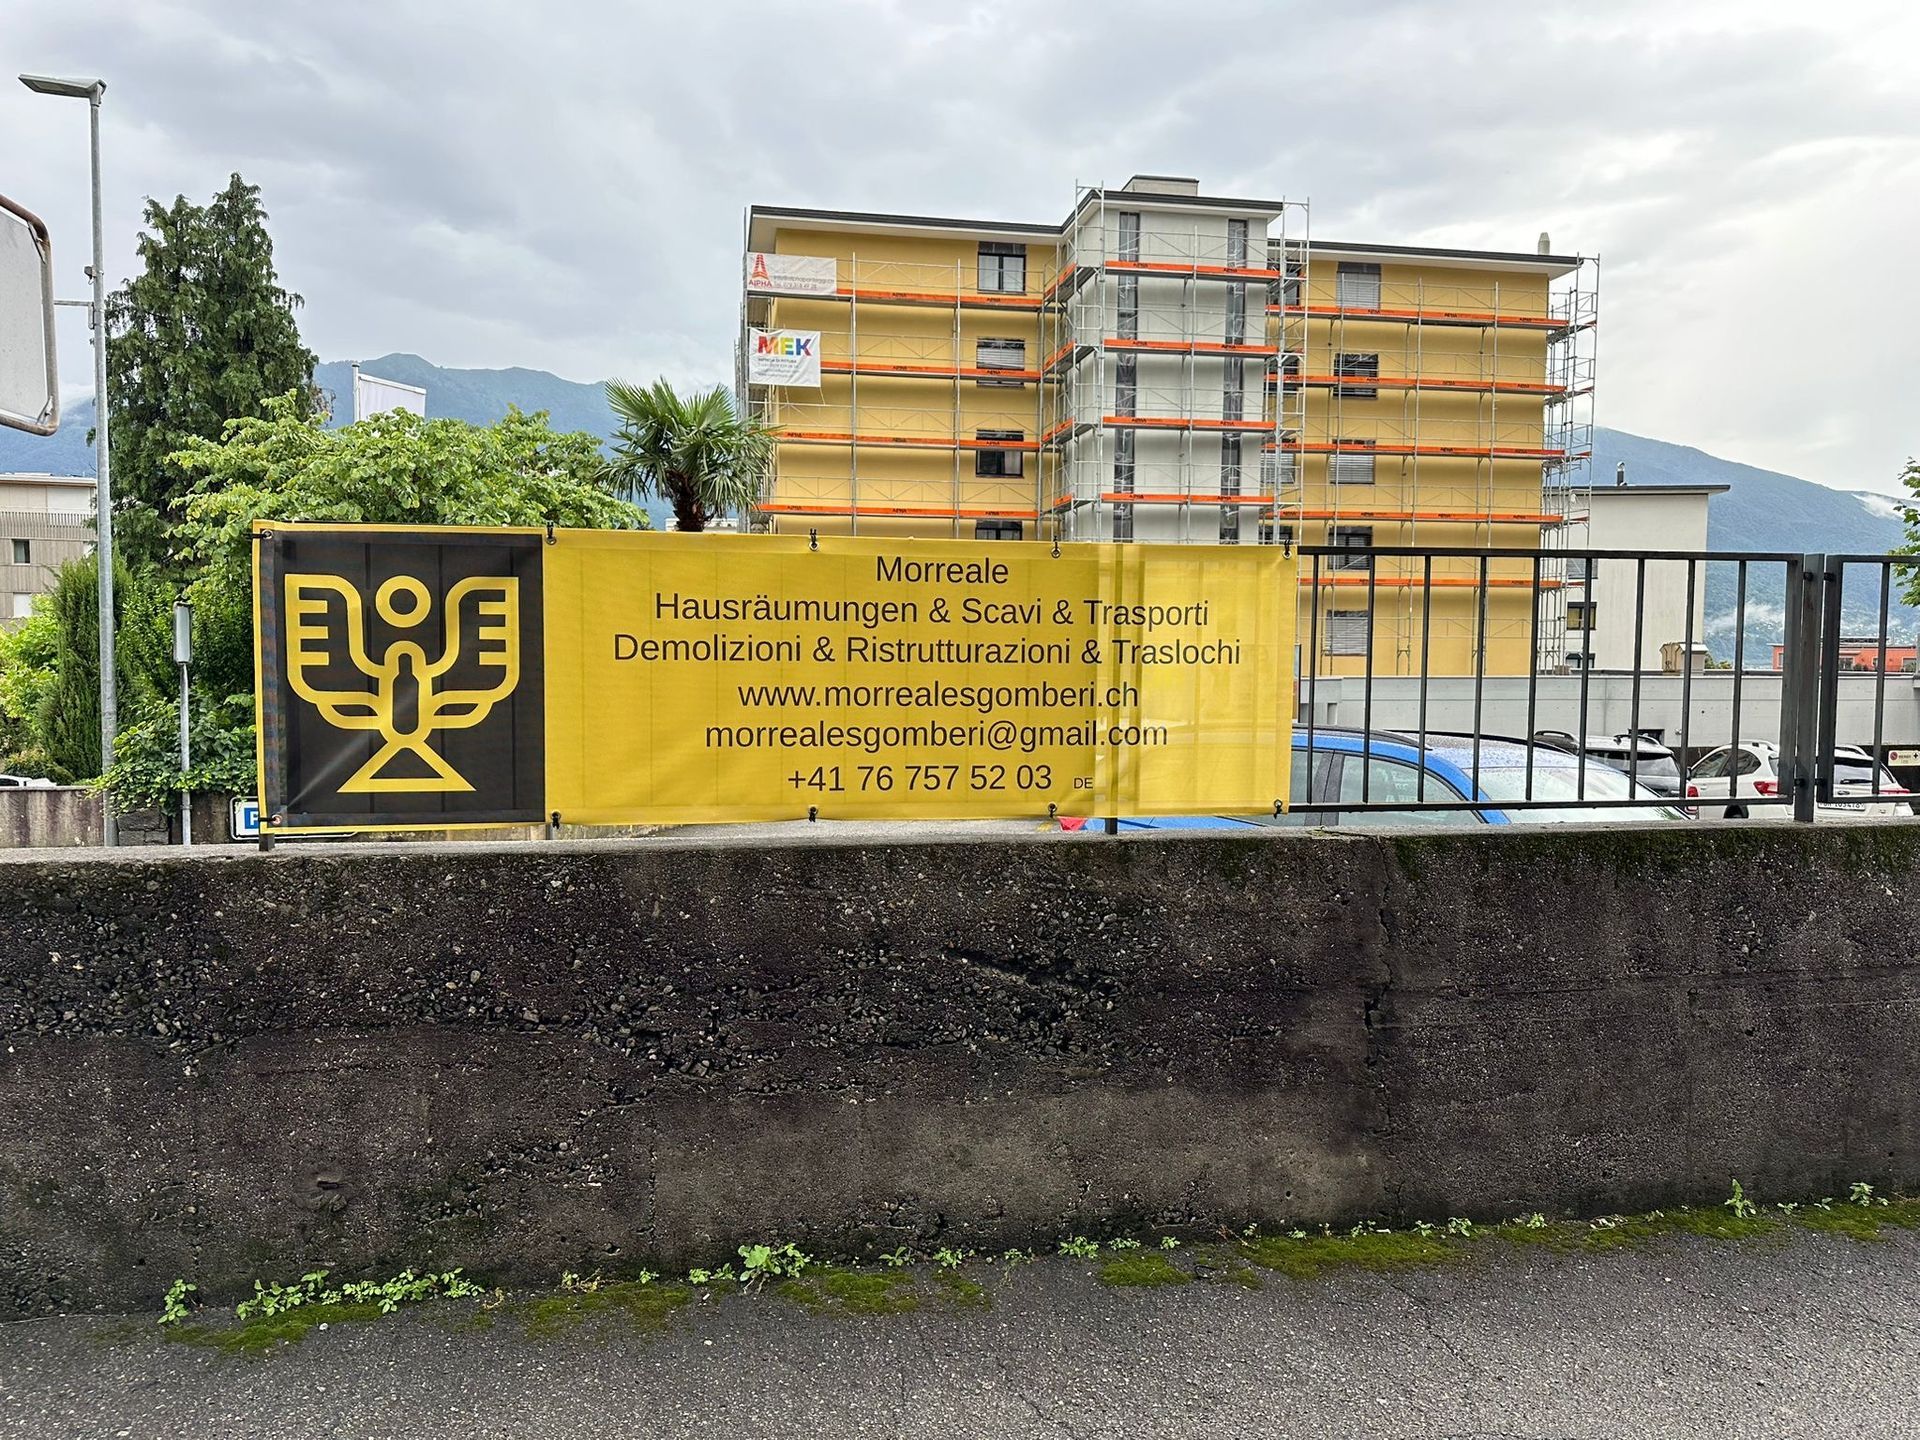 AlPHA
MEK
Morreale
Hausräumungen & Scavi & Trasporti
Demolizioni & Ristrutturazioni & Traslochi
www.morrealesgomberi.ch
morrealesgomberi@gmail.com
+41 76 757 52 03 DE